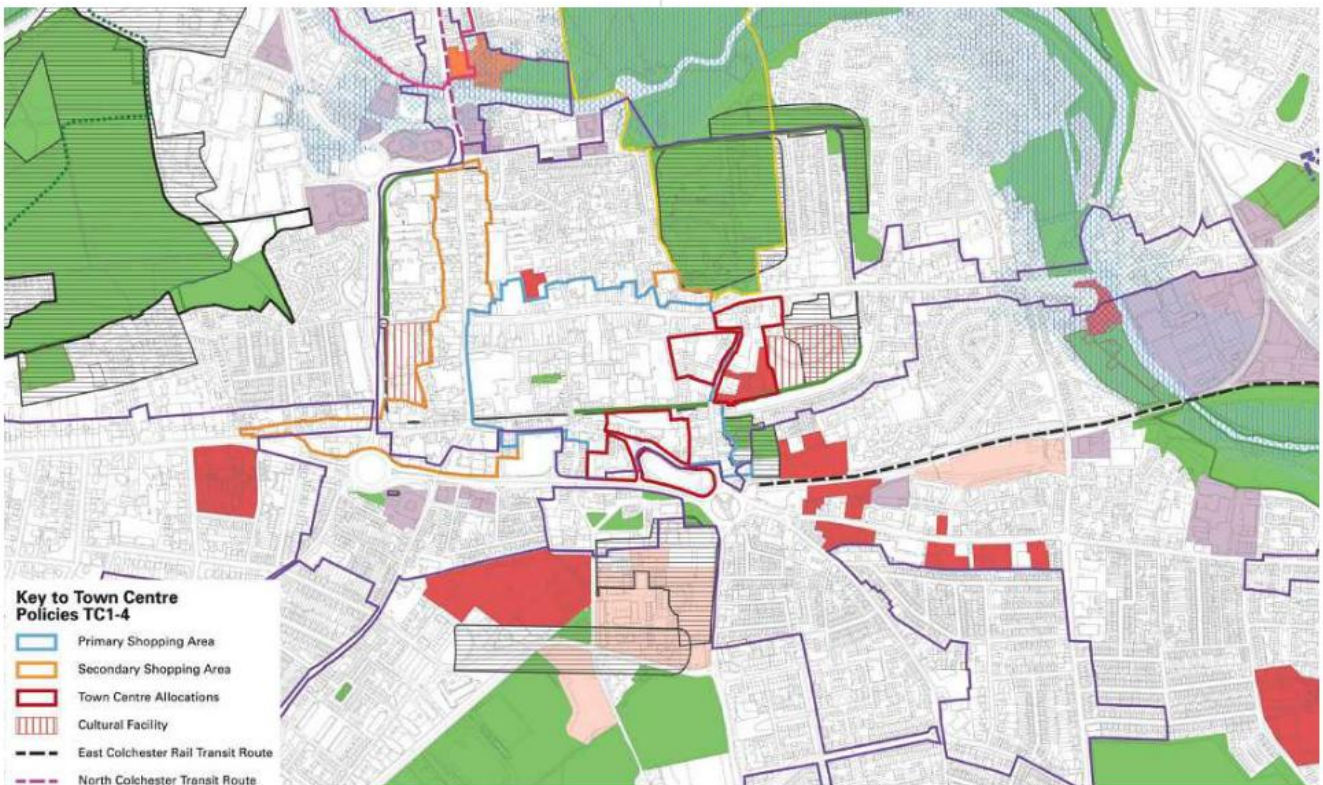 Key to Town Centre
Policies TC1-4
Primary Shopping Area
Secondary Shopping Area
Town Centre Allocations
Cultural Facility
East Colchester Rail Transit Route
North Colchester Transit Route